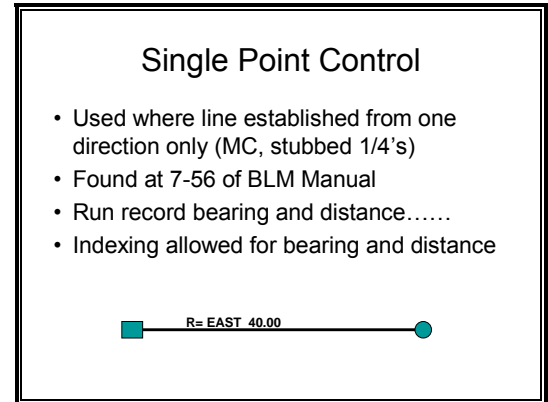 Single Point Control
• Used where line established from one
direction only (MC, stubbed 1/4's)
• Found at 7-56 of BLM Manual
• Run record bearing and distance……
• Indexing allowed for bearing and distance
R= EAST 40.00